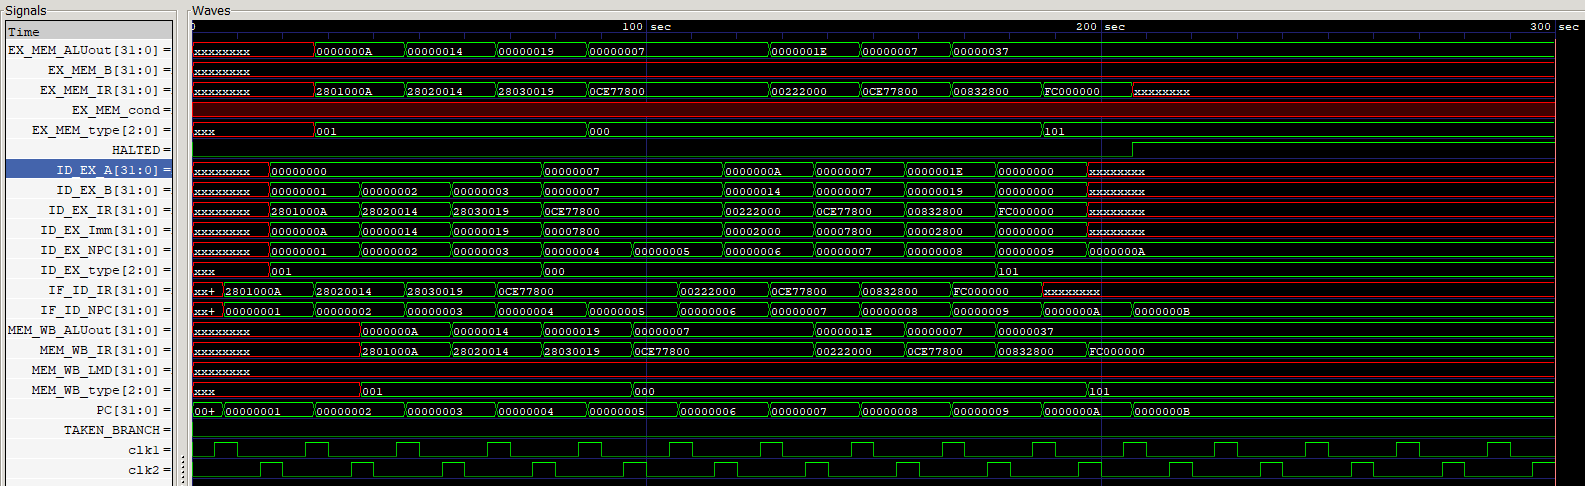 Signals Waves
Time 0 100 sec 200 sec 300 sec
EX_MEM_ALUout[31:0] = xxxxxxxx 0000000A 00000014 00000019 00000007 0000001E 00000007 00000037
EX_MEM_B[31:0] = xxxxxxxx
EX_MEM_IR[31:0] = xxxxxxxx 2801000A 28020014 28030019 0CE77800 00222000 0CE77800 00832800 FC000000 xxxxxxxx
EX_MEM_cond =
EX_MEM_type[2:0] = xxx 001 000 101
HALTED =
ID_EX_A[31:0] = xxxxxxxx 00000000 00000007 0000000A 00000007 0000001E 00000000 xxxxxxxx
ID_EX_B[31:0] = xxxxxxxx 00000001 00000002 00000003 00000007 00000014 00000007 00000019 00000000 xxxxxxxx
ID_EX_IR[31:0] = xxxxxxxx 2801000A 28020014 28030019 0CE77800 00222000 0CE77800 00832800 FC000000 xxxxxxxx
ID_EX_Imm[31:0] = xxxxxxxx 0000000A 00000014 00000019 00007800 00002000 00007800 00002800 00000000 xxxxxxxx
ID_EX_NPC[31:0] = xxxxxxxx 00000001 00000002 00000003 00000004 00000005 00000006 00000007 00000008 00000009 0000000A
ID_EX_type[2:0] = xxx 001 000 101
IF_ID_IR[31:0] = xx+ 2801000A 28020014 28030019 0CE77800 00222000 0CE77800 00832800 FC000000 xxxxxxxx
IF_ID_NPC[31:0] = xx+ 00000001 00000002 00000003 00000004 00000005 00000006 00000007 00000008 00000009 0000000A 0000000B
MEM_WB_ALUout[31:0] = xxxxxxxx 0000000A 00000014 00000019 00000007 0000001E 00000007 00000037
MEM_WB_IR[31:0] = xxxxxxxx 2801000A 28020014 28030019 0CE77800 00222000 0CE77800 00832800 FC000000
MEM_WB_LMD[31:0] = xxxxxxxx
MEM_WB_type[2:0] = xxx 001 000 101
PC[31:0] = 00+ 00000001 00000002 00000003 00000004 00000005 00000006 00000007 00000008 00000009 0000000A 0000000B
TAKEN_BRANCH =
clk1 =
clk2 =